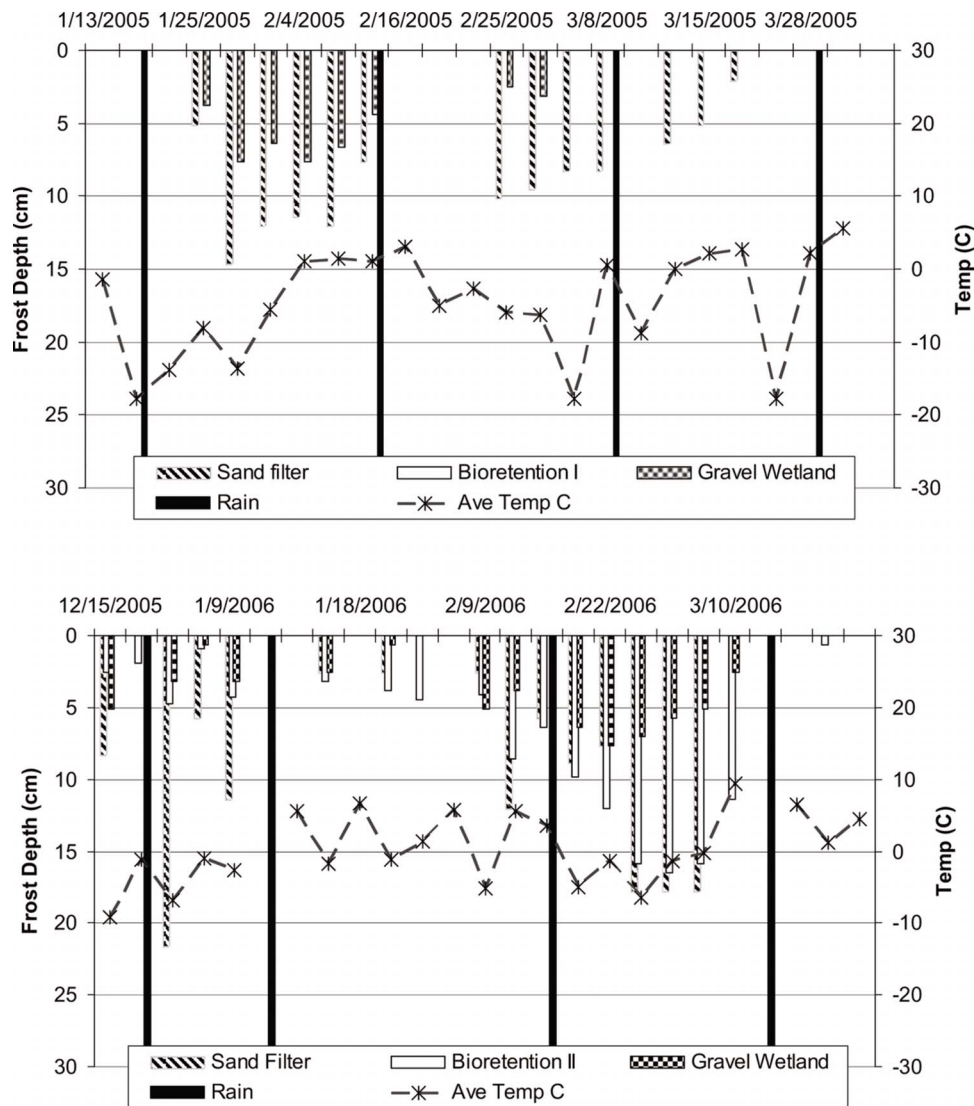 1/13/2005 1/25/2005 2/4/2005 2/16/2005 2/25/2005 3/8/2005 3/15/2005 3/28/2005
0 30
5 20
10 10
15 0
20 -10
25 -20
30 -30
Frost Depth (cm)
Temp (C)
Sand filter Bioretention I Gravel Wetland
Rain Ave Temp C
12/15/2005 1/9/2006 1/18/2006 2/9/2006 2/22/2006 3/10/2006
0 30
5 20
10 10
15 0
20 -10
25 -20
30 -30
Frost Depth (cm)
Temp (C)
Sand Filter Bioretention II Gravel Wetland
Rain Ave Temp C